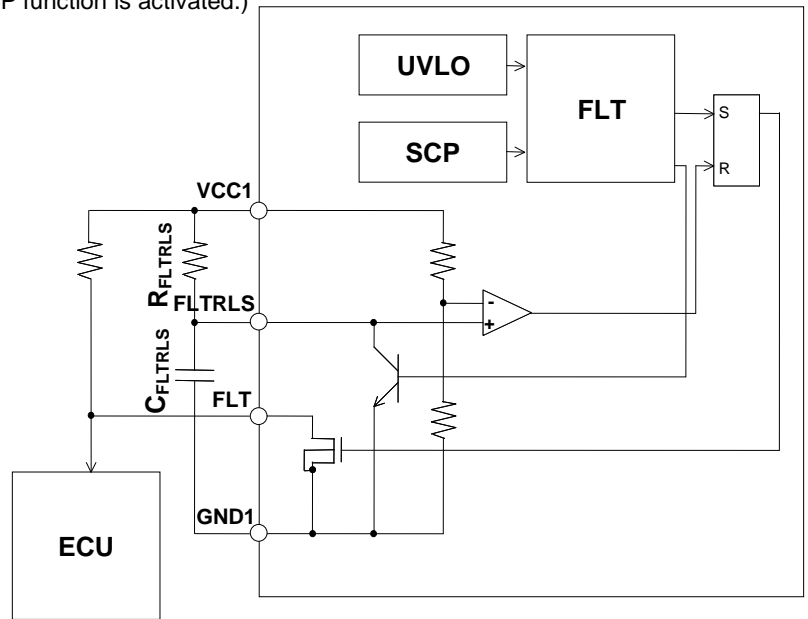 P function is activated.)
UVLO
FLT
SCP
S
R
VCC1
RFLTRLS
FLTRLS
CFLTRLS
-
+
FLT
GND1
ECU